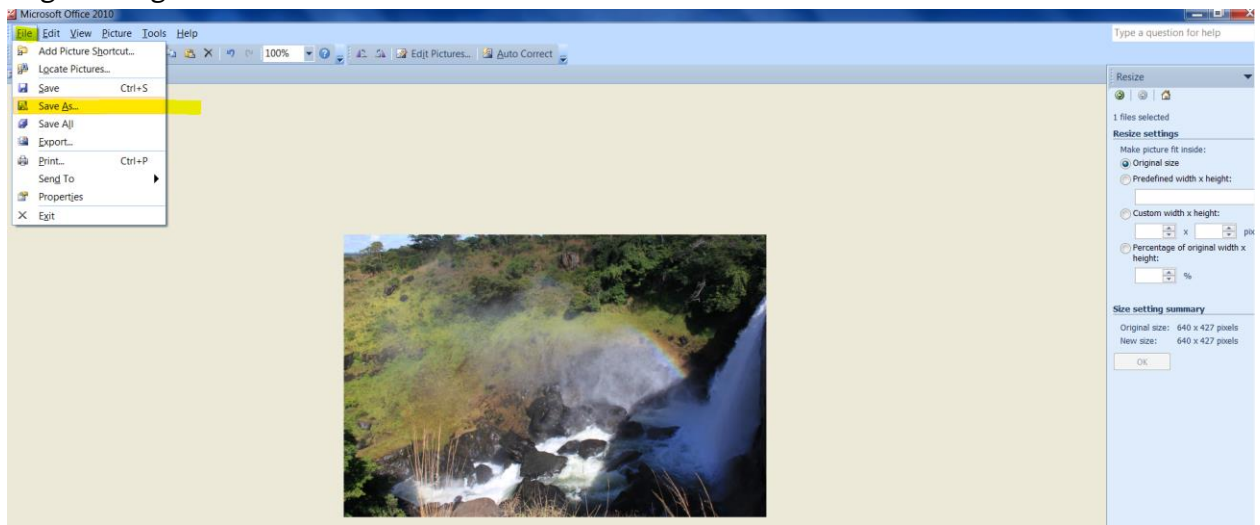 Microsoft Office 2010
File Edit View Picture Tools Help
Type a question for help
Add Picture Shortcut...
100%
Edit Pictures...
Auto Correct
Locate Pictures...
Save Ctrl+S
Save As...
Save All
Export...
Print... Ctrl+P
Send To
Properties
Exit
Resize
1 files selected
Resize settings
Make picture fit inside:
Original size
Predefined width x height:
Custom width x height:
x pix
Percentage of original width x
height:
%
Size setting summary
Original size: 640 x 427 pixels
New size: 640 x 427 pixels
OK